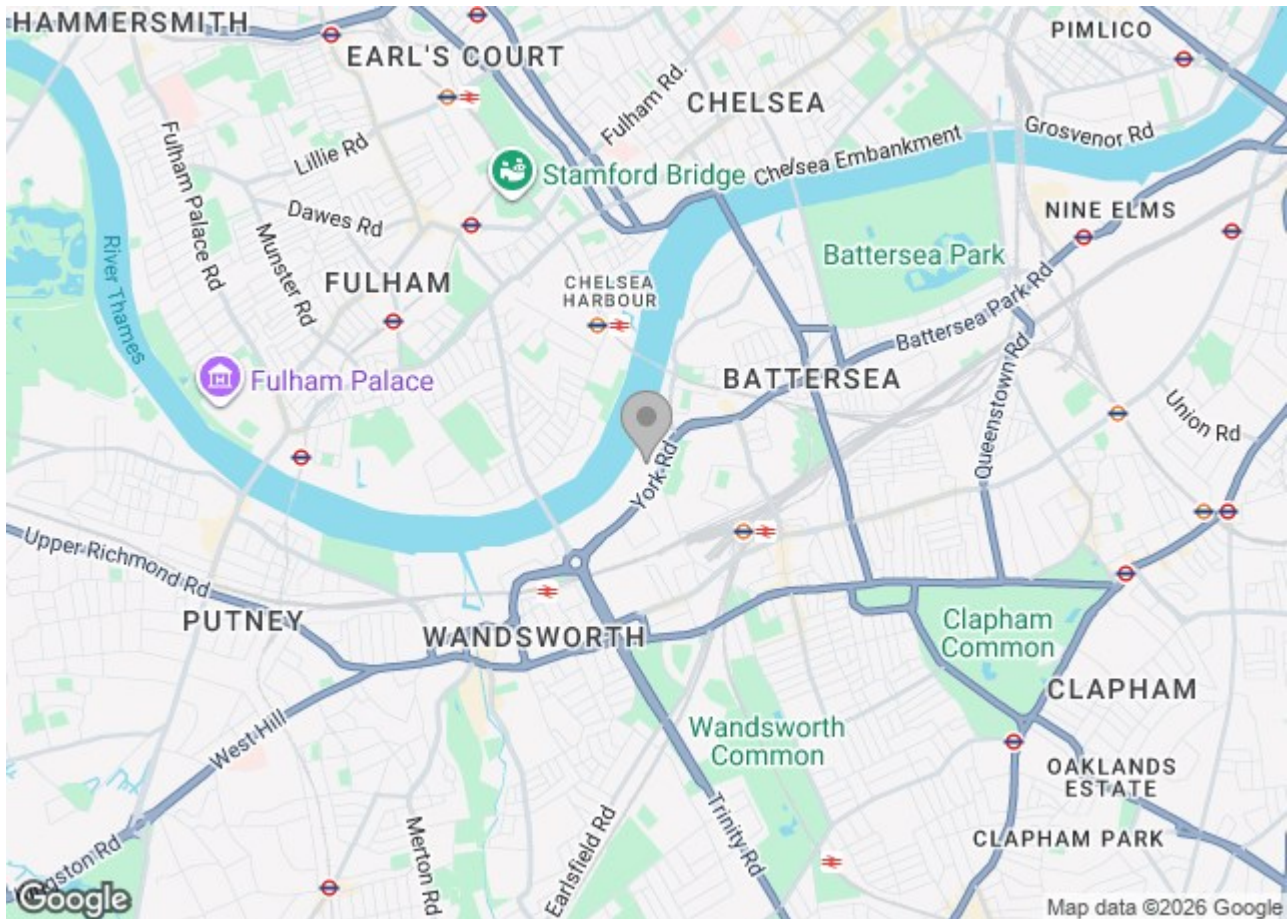 HAMMERSMITH
EARL'S COURT
PIMLICO
CHELSEA
Fulham Rd.
Grosvenor Rd
Lillie Rd
Chelsea Embankment
Fulham Palace Rd
Stamford Bridge
Dawes Rd
NINE ELMS
Munster Rd
River Thames
FULHAM
CHELSEA
HARBOUR
Battersea Park
Battersea Park Rd
Fulham Palace
BATTERSEA
Queenstown Rd
Union Rd
York Rd
Upper Richmond Rd
PUTNEY
WANDSWORTH
Clapham
Common
CLAPHAM
West Hill
Wandsworth
Common
OAKLANDS
ESTATE
Trinity Rd
Merton Rd
Earlsfield Rd
CLAPHAM PARK
Kingston Rd
Google
Map data ©2026 Google